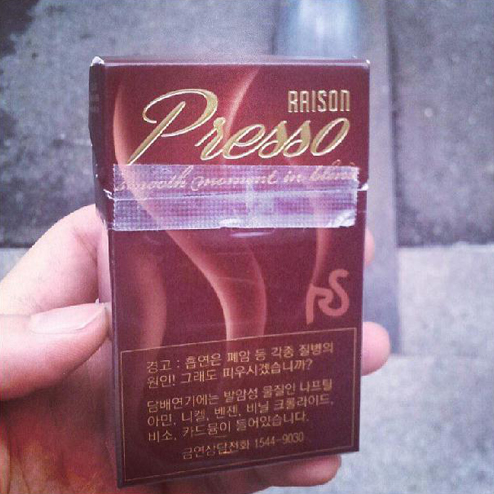 RAISON
Presso
smooth moment in blend
RS
경고 : 흡연은 폐암 등 각종 질병의
원인! 그래도 피우시겠습니까?
담배연기에는 발암성 물질인 나프틸
아민, 니켈, 벤젠, 비닐 크롤라이드,
비소, 카드뮴이 들어있습니다.
금연상담전화 1544-9030